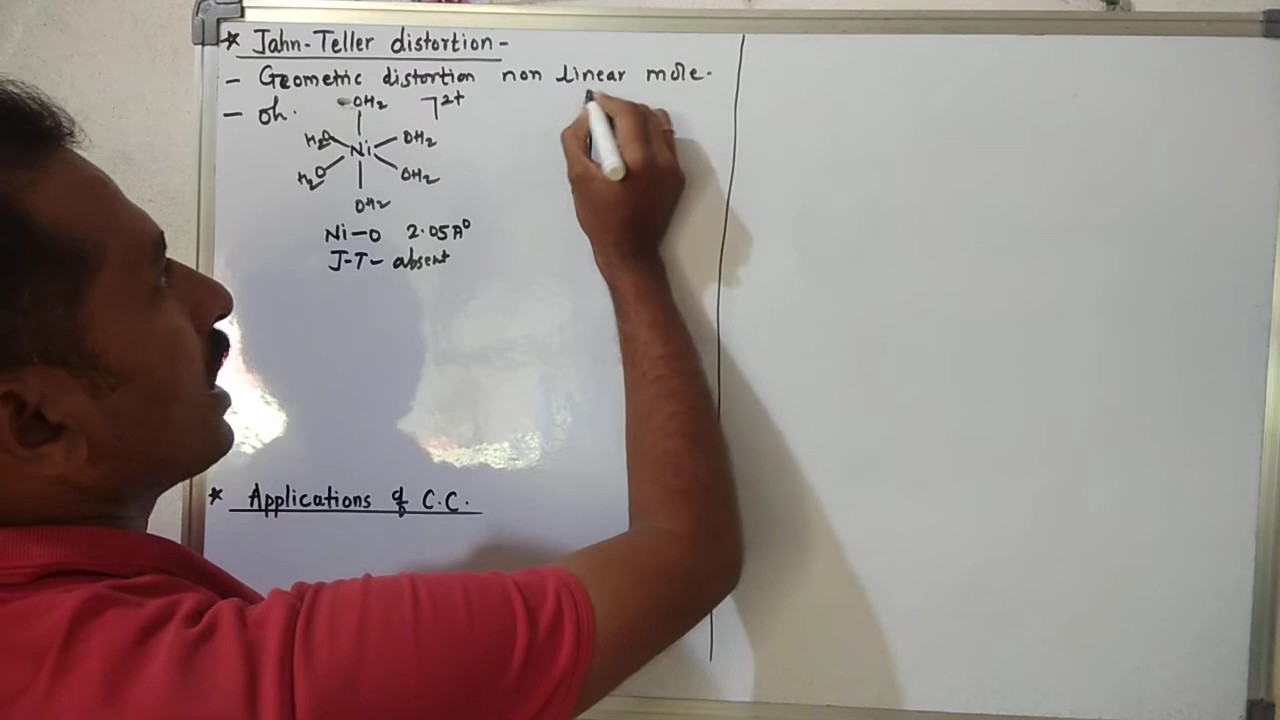 * Jahn-Teller distortion-
- Geometric distortion non linear mole.
- oh.
OH2 ]2+
H2O OH2
Ni
H2O OH2
OH2
Ni-O 2.05A°
J-T- absent
* Applications of C.C.